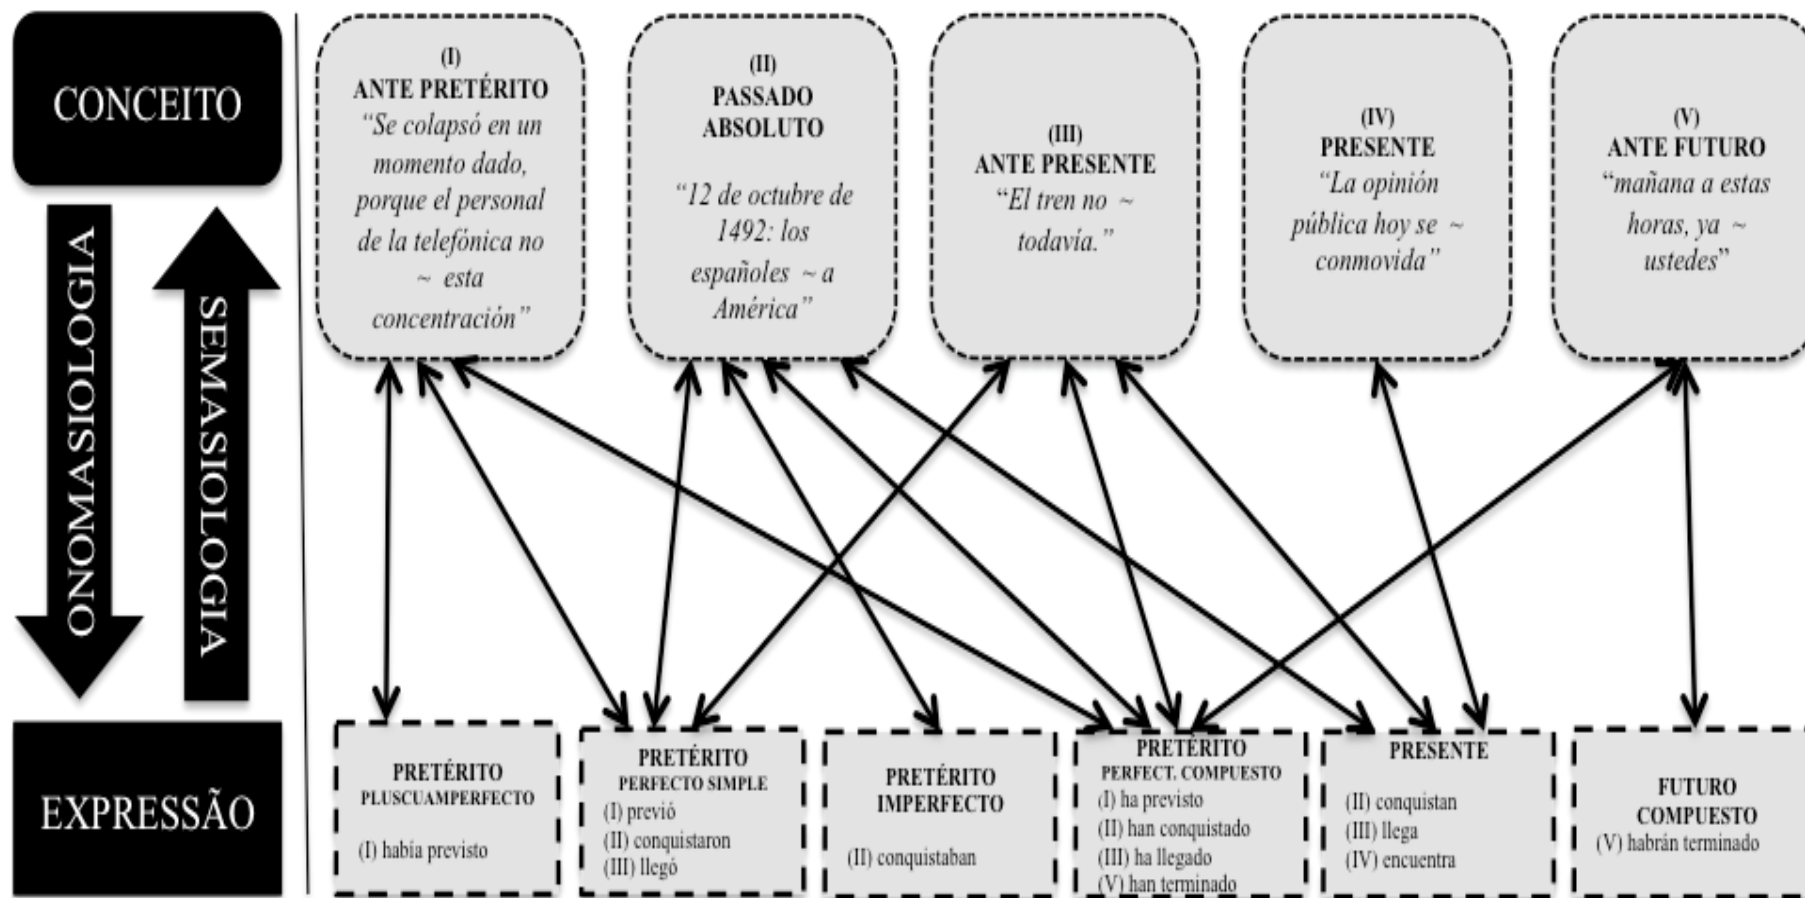 CONCEITO
ONOMASIOLOGIA
SEMASIOLOGIA
EXPRESSÃO
(I)
ANTE PRETÉRITO
“Se colapsó en un
momento dado,
porque el personal
de la telefónica no
~ esta
concentración”
(II)
PASSADO
ABSOLUTO
“12 de octubre de
1492: los
españoles ~ a
América”
(III)
ANTE PRESENTE
“El tren no ~
todavía.”
(IV)
PRESENTE
“La opinión
pública hoy se ~
conmovida”
(V)
ANTE FUTURO
“mañana a estas
horas, ya ~
ustedes”
PRETÉRITO
PLUSCUAMPERFECTO
(I) había previsto
PRETÉRITO
PERFECTO SIMPLE
(I) previó
(II) conquistaron
(III) llegó
PRETÉRITO
IMPERFECTO
(II) conquistaban
PRETÉRITO
PERFECT. COMPUESTO
(I) ha previsto
(II) han conquistado
(III) ha llegado
(V) han terminado
PRESENTE
(II) conquistan
(III) llega
(IV) encuentra
FUTURO
COMPUESTO
(V) habrán terminado